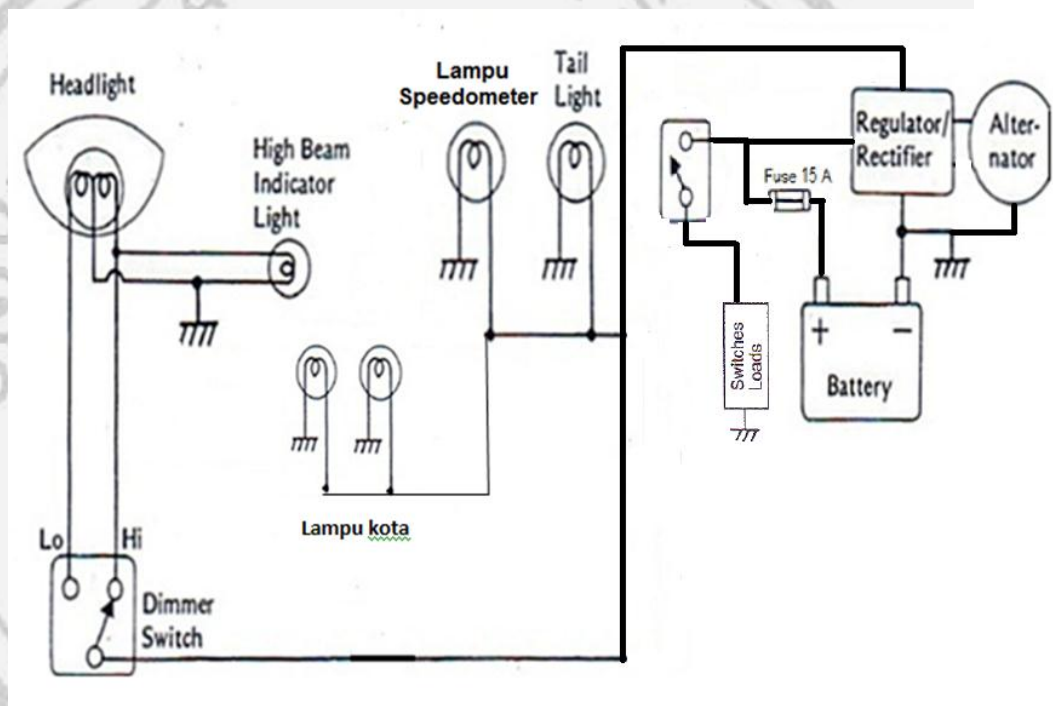 Headlight
High Beam
Indicator
Light
Lampu
Speedometer
Tail
Light
Regulator/
Rectifier
Alter-
nator
Fuse 15 A
Switches
Loads
+
−
Battery
Lampu kota
Lo
Hi
Dimmer
Switch